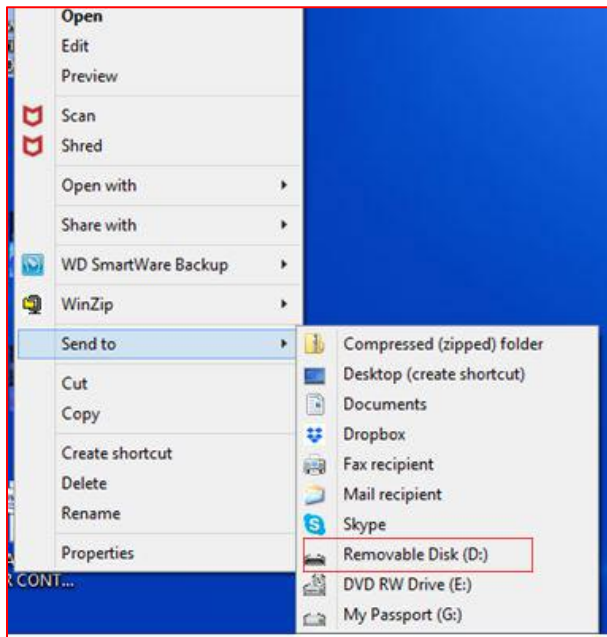 Open
Edit
Preview
Scan
Shred
Open with
Share with
WD SmartWare Backup
WinZip
Send to
Cut
Copy
Create shortcut
Delete
Rename
Properties
Compressed (zipped) folder
Desktop (create shortcut)
Documents
Dropbox
Fax recipient
Mail recipient
Skype
Removable Disk (D:)
DVD RW Drive (E:)
My Passport (G:)
CONT...